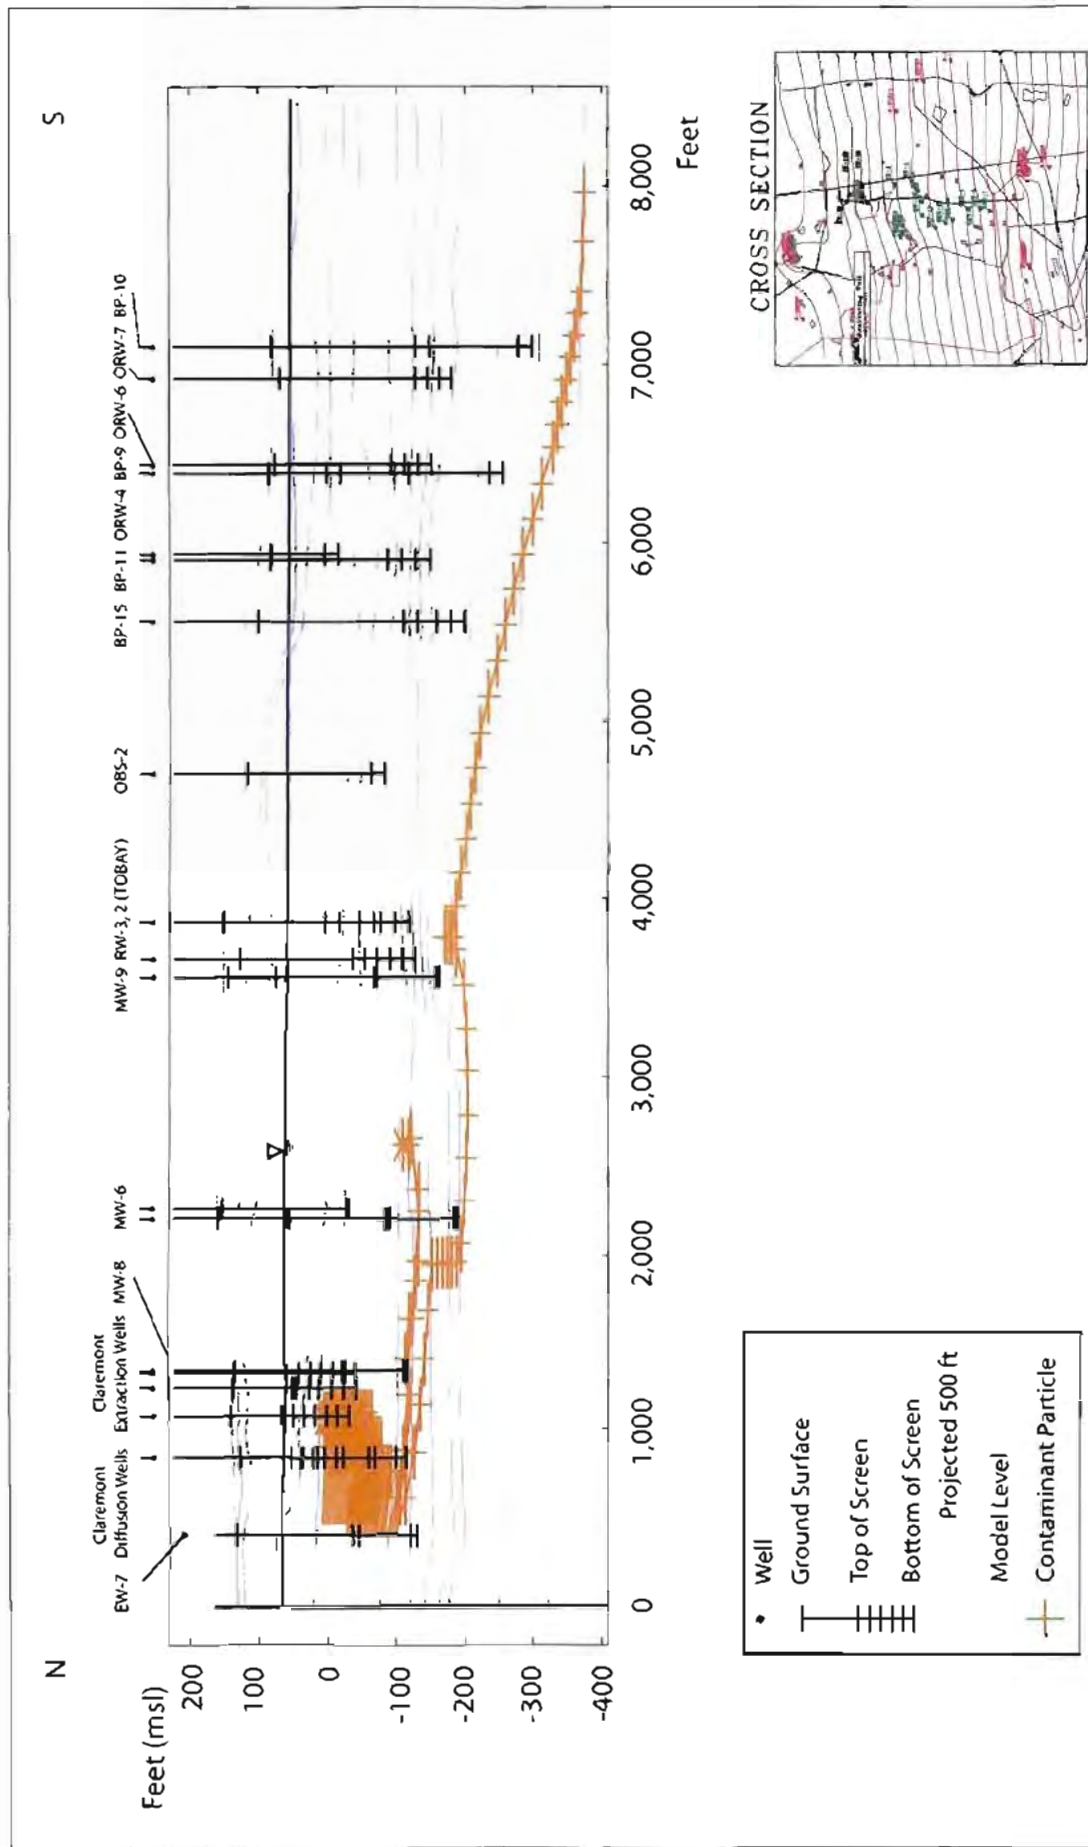 N
S
EW-7
Claremont
Diffusion Wells
Claremont
Extraction Wells
MW-8
MW-6
MW-9
RW-3, 2 (TOBAY)
OBS-2
BP-15
BP-11
ORW-4
BP-9
ORW-6
ORW-7
BP-10
Feet (msl)
200
100
0
-100
-200
-300
-400
0
1,000
2,000
3,000
4,000
5,000
6,000
7,000
8,000
Feet
Well
Ground Surface
Top of Screen
Bottom of Screen
Projected 500 ft
Model Level
Contaminant Particle
CROSS SECTION